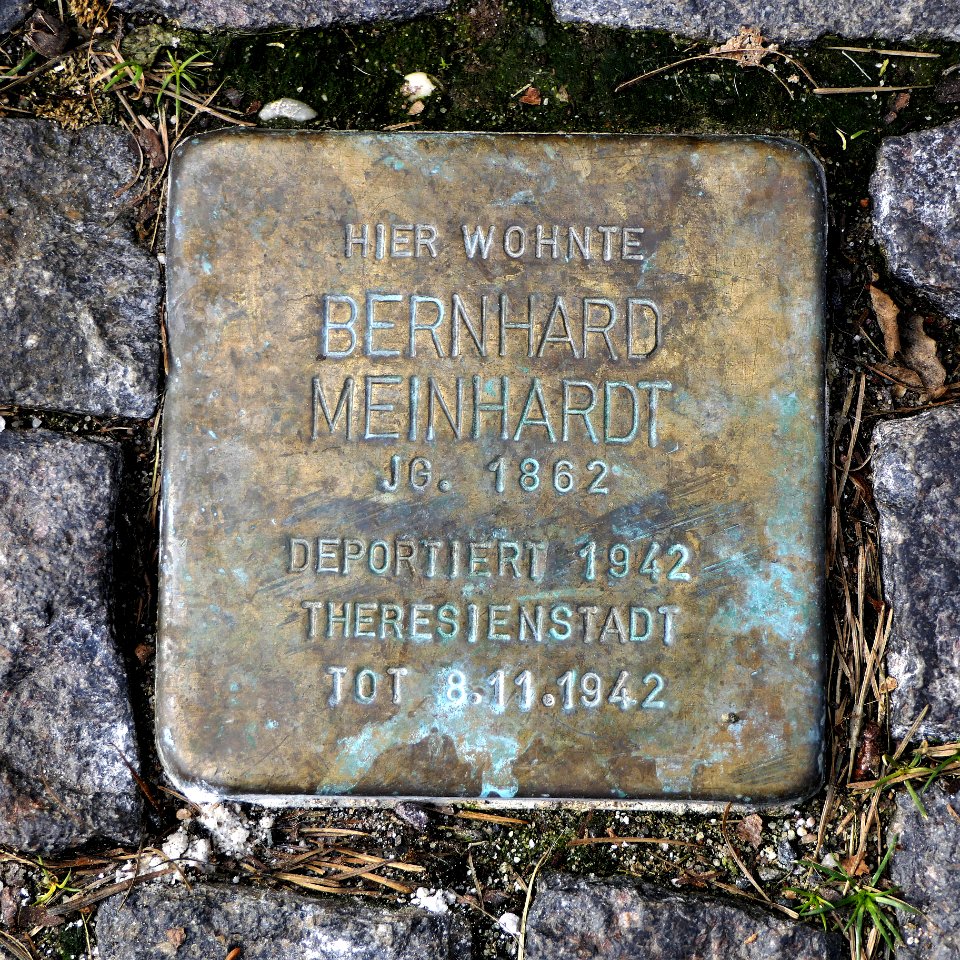 HIER WOHNTE
BERNHARD
MEINHARDT
JG. 1862
DEPORTIERT 1942
THERESIENSTADT
TOT 8.11.1942